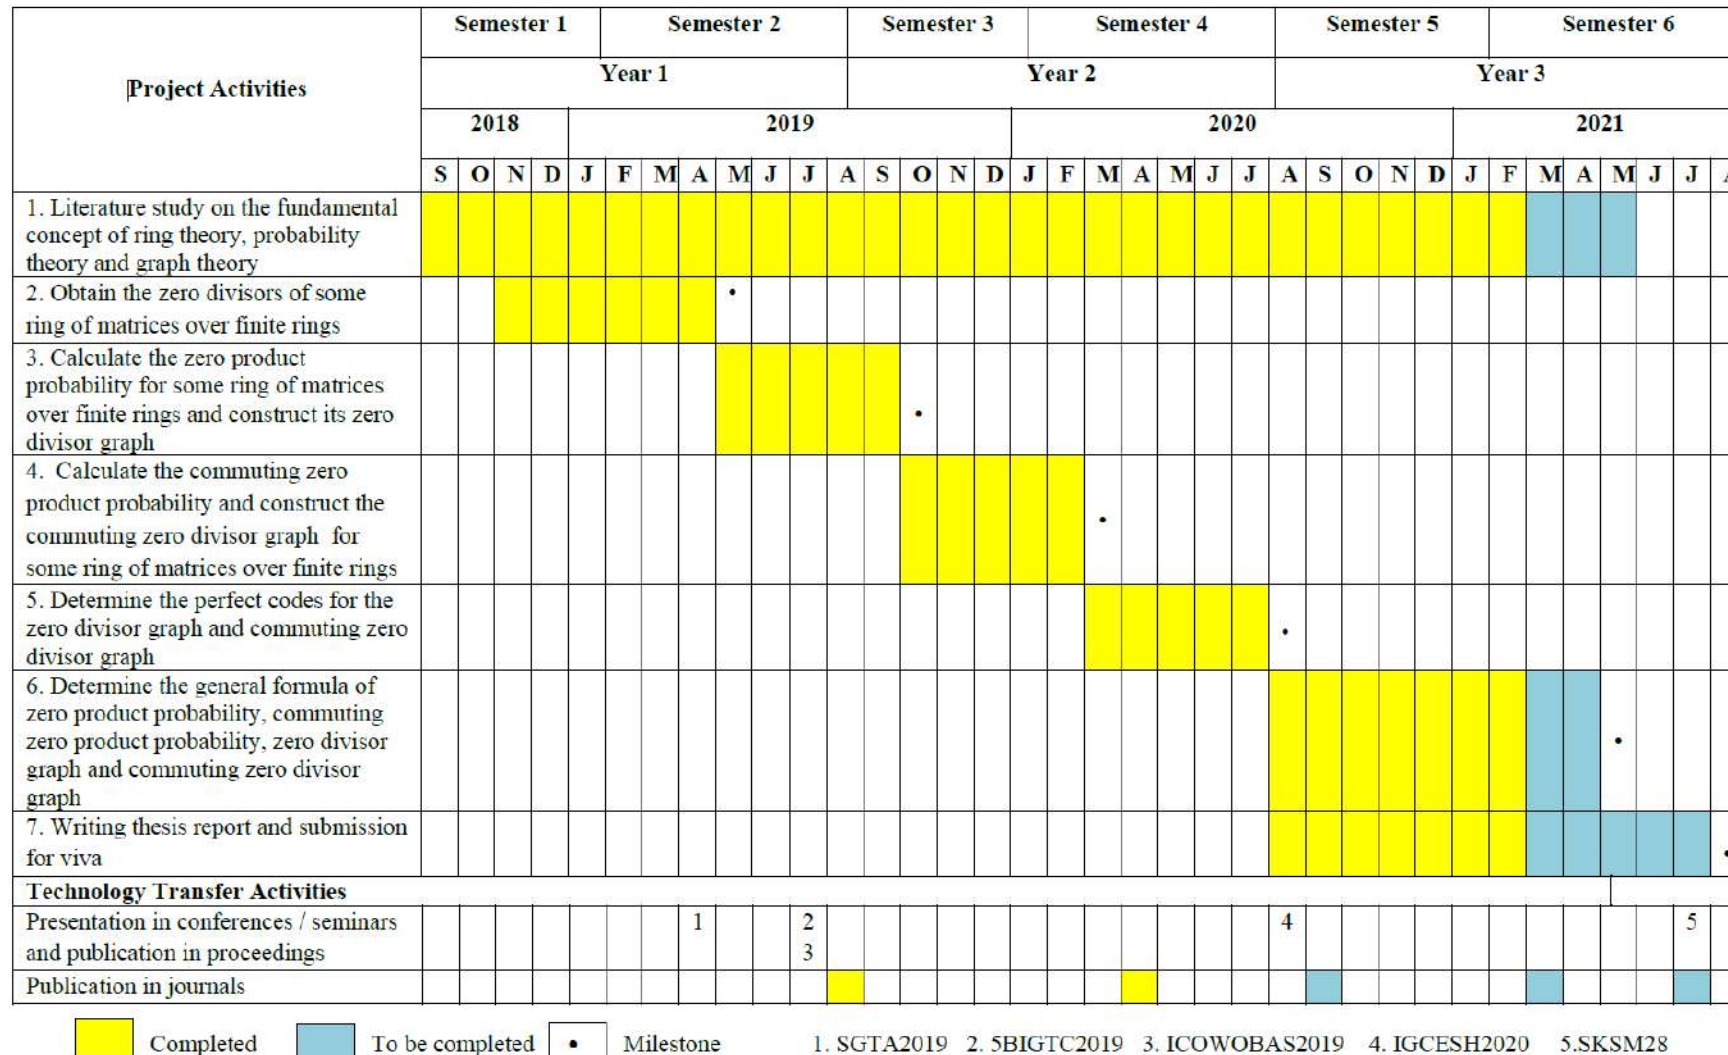 Semester 1 Semester 2 Semester 3 Semester 4 Semester 5 Semester 6
Project Activities
Year 1 Year 2 Year 3
2018 2019 2020 2021
S O N D J F M A M J J A S O N D J F M A M J J A S O N D J F M A M J J A
1. Literature study on the fundamental
concept of ring theory, probability
theory and graph theory
2. Obtain the zero divisors of some
ring of matrices over finite rings
3. Calculate the zero product
probability for some ring of matrices
over finite rings and construct its zero
divisor graph
4. Calculate the commuting zero
product probability and construct the
commuting zero divisor graph for
some ring of matrices over finite rings
5. Determine the perfect codes for the
zero divisor graph and commuting zero
divisor graph
6. Determine the general formula of
zero product probability, commuting
zero product probability, zero divisor
graph and commuting zero divisor
graph
7. Writing thesis report and submission
for viva
Technology Transfer Activities
Presentation in conferences / seminars 1 2 4 5
and publication in proceedings 3
Publication in journals
Completed To be completed • Milestone 1. SGTA2019 2. 5BIGTC2019 3. ICOWOBAS2019 4. IGCESH2020 5.SKSM28